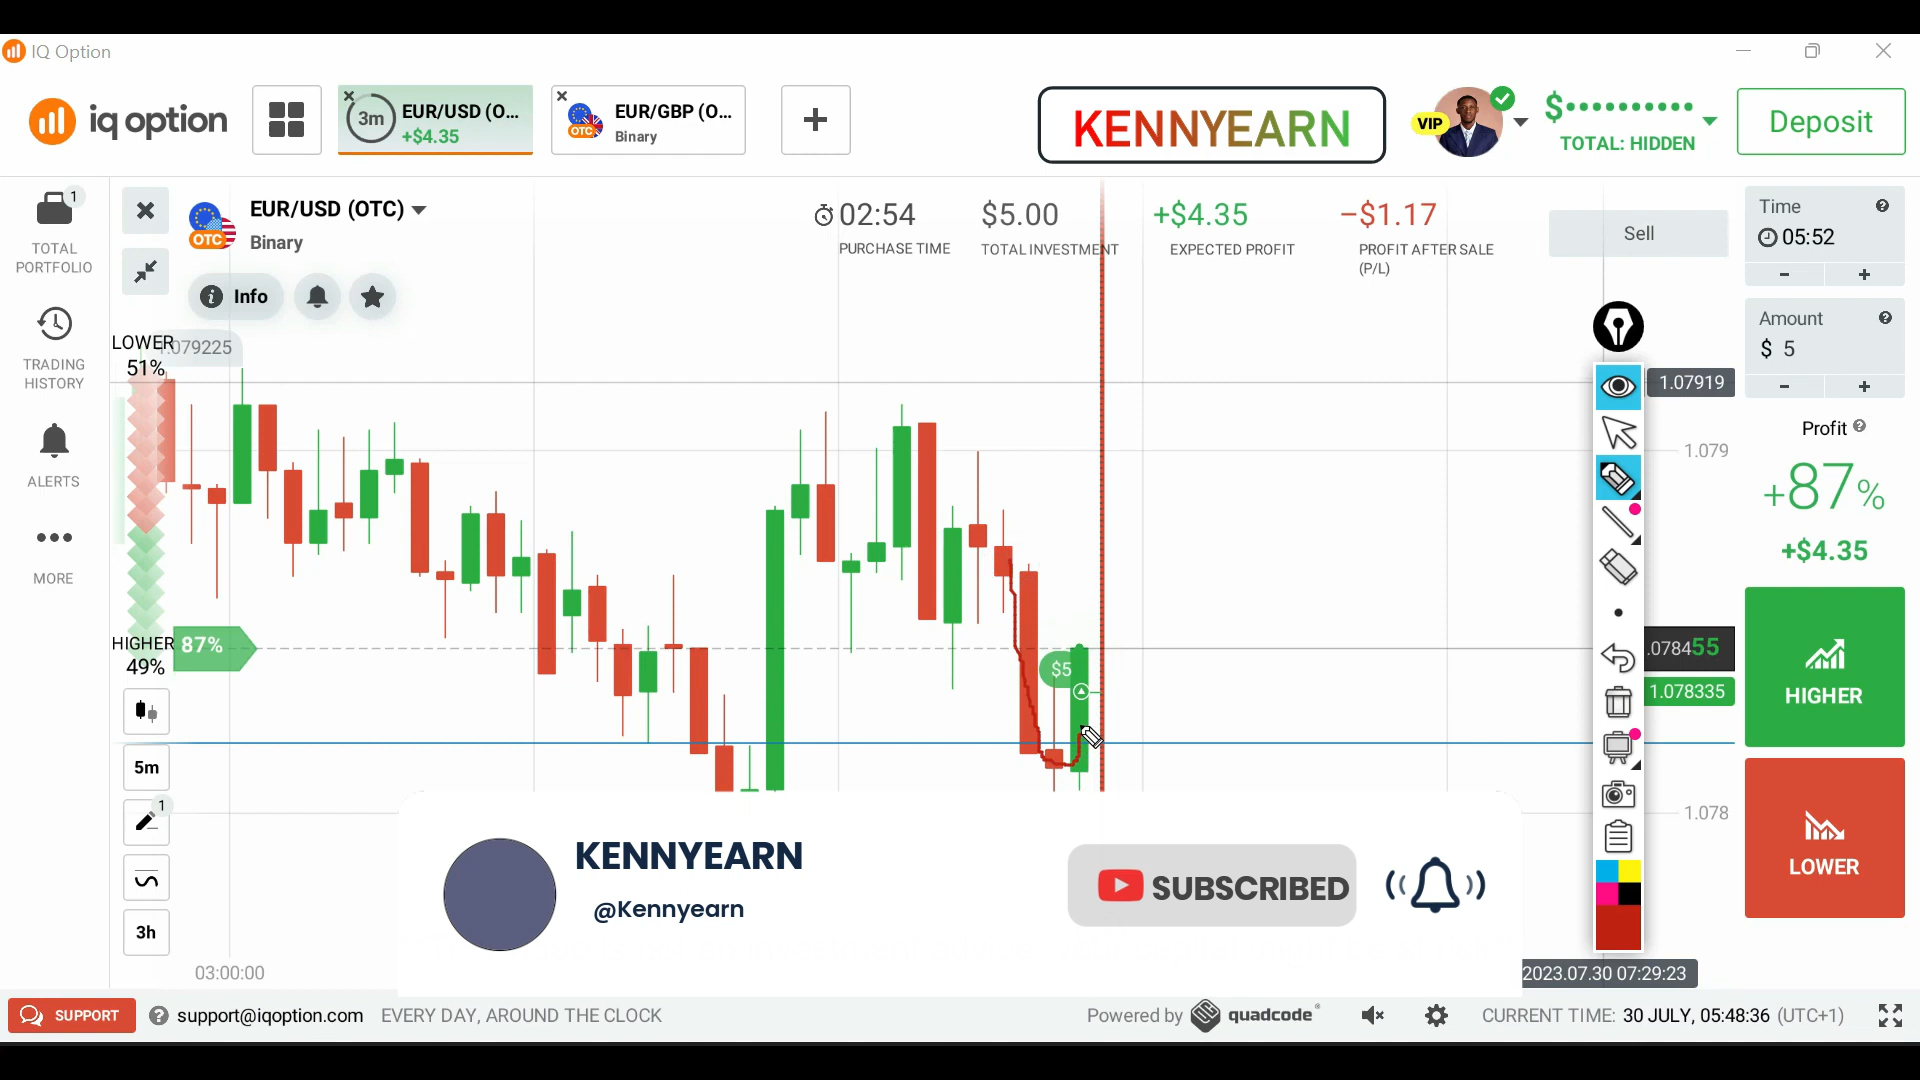 IQ Option
iq option
3m
EUR/USD (O...
+$4.35
OTC
EUR/GBP (O...
Binary
KENNYEARN
VIP
$
TOTAL: HIDDEN
Deposit
1
TOTAL
PORTFOLIO
TRADING
HISTORY
ALERTS
MORE
OTC
EUR/USD (OTC)
Binary
Info
02:54
PURCHASE TIME
$5.00
TOTAL INVESTMENT
+$4.35
EXPECTED PROFIT
-$1.17
PROFIT AFTER SALE
(P/L)
Sell
Time
05:52
Amount
$ 5
Profit
+87%
+$4.35
HIGHER
LOWER
LOWER
51%
.079225
HIGHER
49%
87%
$5
1.07919
1.079
.078455
1.078335
1.078
5m
1
3h
03:00:00
KENNYEARN
@Kennyearn
SUBSCRIBED
2023.07.30 07:29:23
SUPPORT
support@iqoption.com
EVERY DAY, AROUND THE CLOCK
Powered by quadcode
CURRENT TIME: 30 JULY, 05:48:36 (UTC+1)